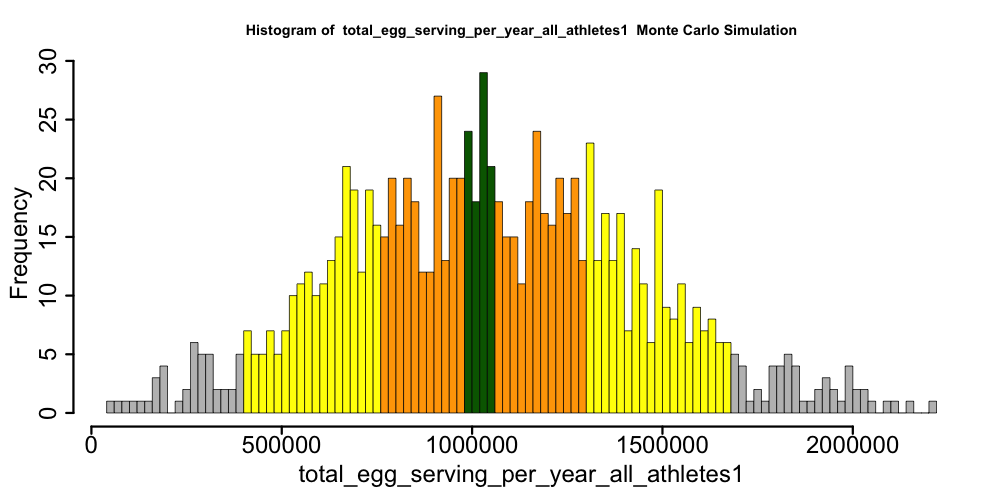 Histogram of  total_egg_serving_per_year_all_athletes1  Monte Carlo Simulation
30
25
20
15
10
5
0
Frequency
0 500000 1000000 1500000 2000000
total_egg_serving_per_year_all_athletes1